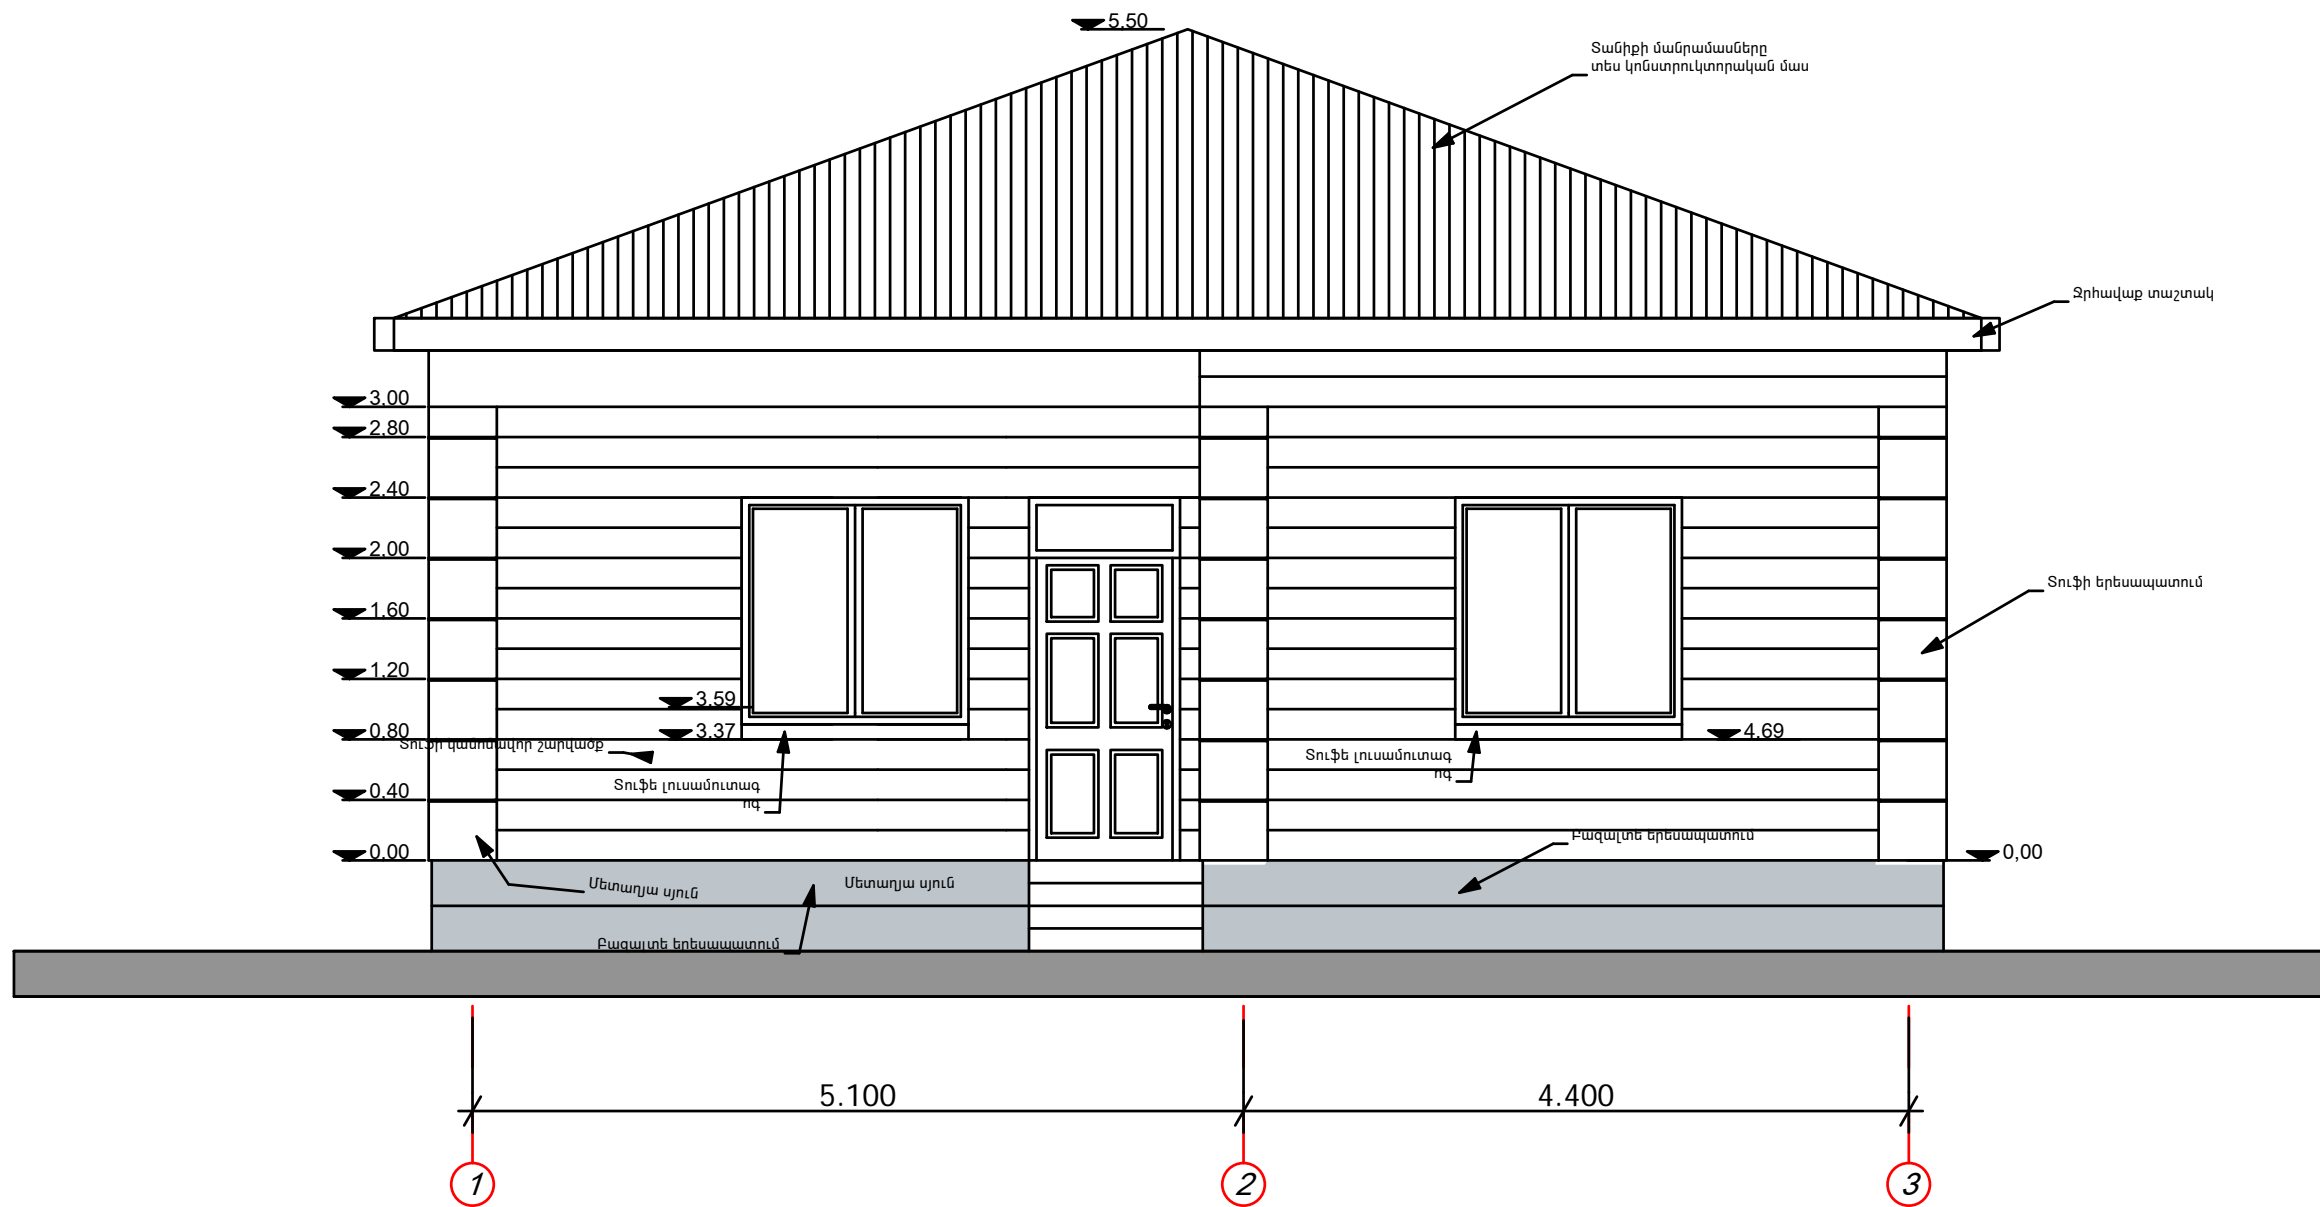 5,50
Տանիքի մանրամասները
տես կոնստրուկտորական մաս
Ջրհավաք տաշտակ
3,00
2,80
2,40
2,00
1,60
Տուֆի երեսապատում
1,20
3,59
0,80
3,37
4,69
Տուֆի կանոնավոր շարվածք
Տուֆե լուսամուտագ
ոգ
Տուֆե լուսամուտագ
ոգ
0,40
Բազալտե երեսապատում
0,00
0,00
Մետաղյա սյուն
Մետաղյա սյուն
Բազալտե երեսապատում
5.100
4.400
1
2
3